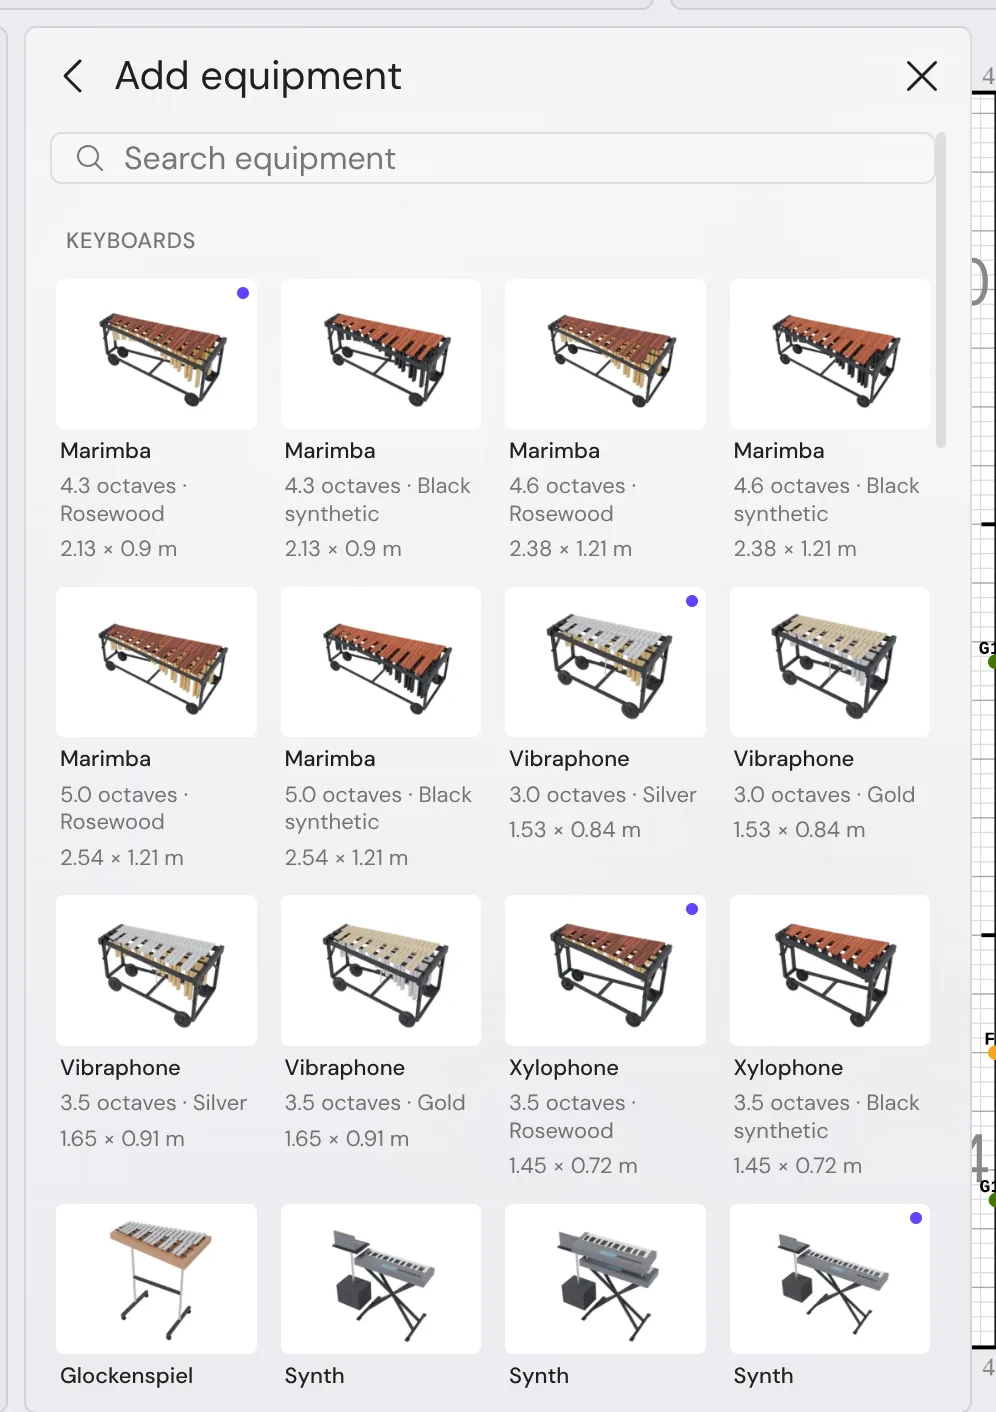 Add equipment
4
Search equipment
KEYBOARDS
Marimba
4.3 octaves ·
Rosewood
2.13 × 0.9 m
Marimba
4.3 octaves · Black
synthetic
2.13 × 0.9 m
Marimba
4.6 octaves ·
Rosewood
2.38 × 1.21 m
Marimba
4.6 octaves · Black
synthetic
2.38 × 1.21 m
Marimba
5.0 octaves ·
Rosewood
2.54 × 1.21 m
Marimba
5.0 octaves · Black
synthetic
2.54 × 1.21 m
Vibraphone
3.0 octaves · Silver
1.53 × 0.84 m
Vibraphone
3.0 octaves · Gold
1.53 × 0.84 m
G1
Vibraphone
3.5 octaves · Silver
1.65 × 0.91 m
Vibraphone
3.5 octaves · Gold
1.65 × 0.91 m
Xylophone
3.5 octaves ·
Rosewood
1.45 × 0.72 m
Xylophone
3.5 octaves · Black
synthetic
1.45 × 0.72 m
F
4
G1
Glockenspiel
Synth
Synth
Synth
4